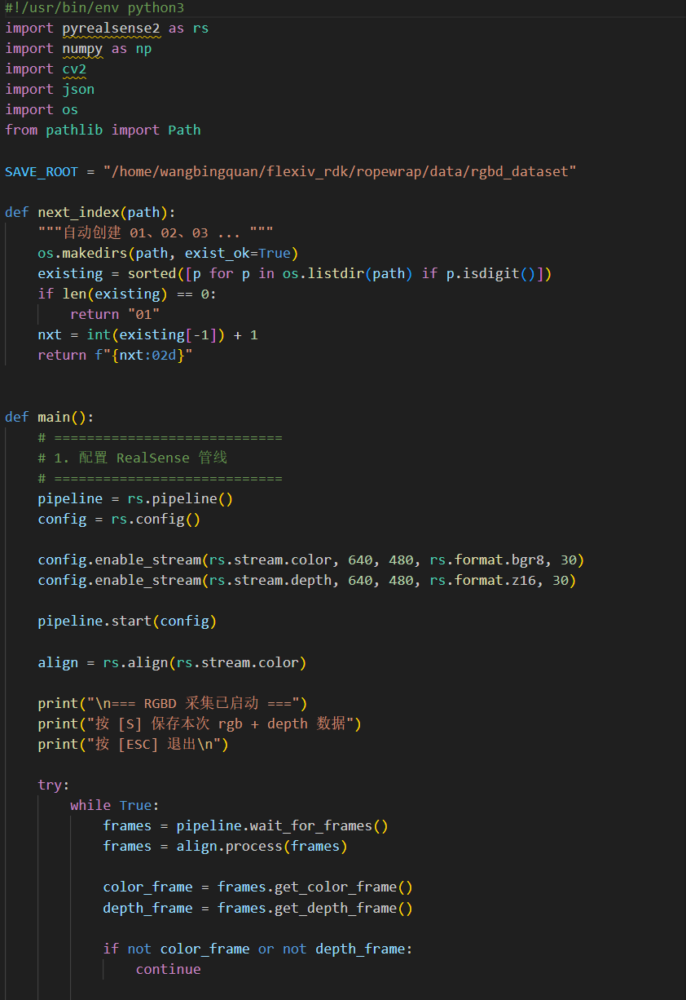 #!/usr/bin/env python3
import pyrealsense2 as rs
import numpy as np
import cv2
import json
import os
from pathlib import Path

SAVE_ROOT = "/home/wangbingquan/flexiv_rdk/ropewrap/data/rgbd_dataset"

def next_index(path):
    """自动创建 01、02、03 ... """
    os.makedirs(path, exist_ok=True)
    existing = sorted([p for p in os.listdir(path) if p.isdigit()])
    if len(existing) == 0:
        return "01"
    nxt = int(existing[-1]) + 1
    return f"{nxt:02d}"


def main():
    # ============================
    # 1. 配置 RealSense 管线
    # ============================
    pipeline = rs.pipeline()
    config = rs.config()

    config.enable_stream(rs.stream.color, 640, 480, rs.format.bgr8, 30)
    config.enable_stream(rs.stream.depth, 640, 480, rs.format.z16, 30)

    pipeline.start(config)

    align = rs.align(rs.stream.color)

    print("\n=== RGBD 采集已启动 ===")
    print("按 [S] 保存本次 rgb + depth 数据")
    print("按 [ESC] 退出\n")

    try:
        while True:
            frames = pipeline.wait_for_frames()
            frames = align.process(frames)

            color_frame = frames.get_color_frame()
            depth_frame = frames.get_depth_frame()

            if not color_frame or not depth_frame:
                continue